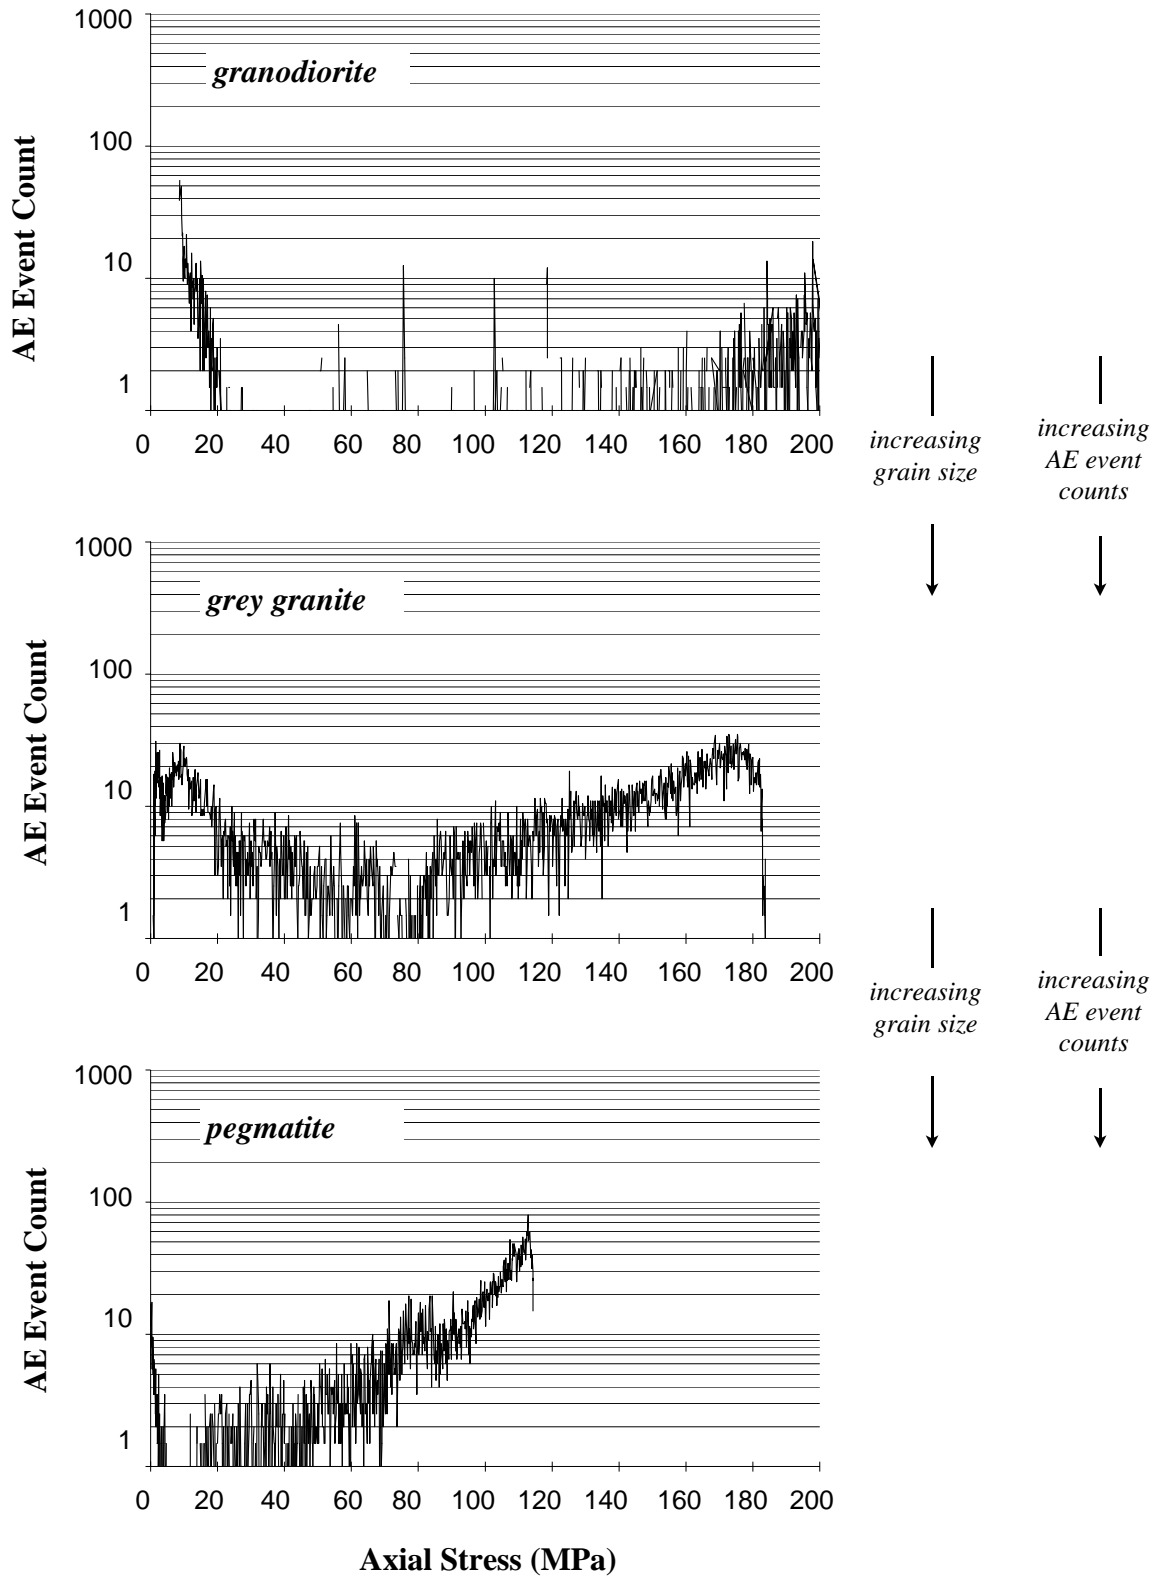 1000
granodiorite
100
AE Event Count
10
1
0 20 40 60 80 100 120 140 160 180 200
increasing
grain size
increasing
AE event
counts
1000
grey granite
100
AE Event Count
10
1
0 20 40 60 80 100 120 140 160 180 200
increasing
grain size
increasing
AE event
counts
1000
pegmatite
100
AE Event Count
10
1
0 20 40 60 80 100 120 140 160 180 200
Axial Stress (MPa)